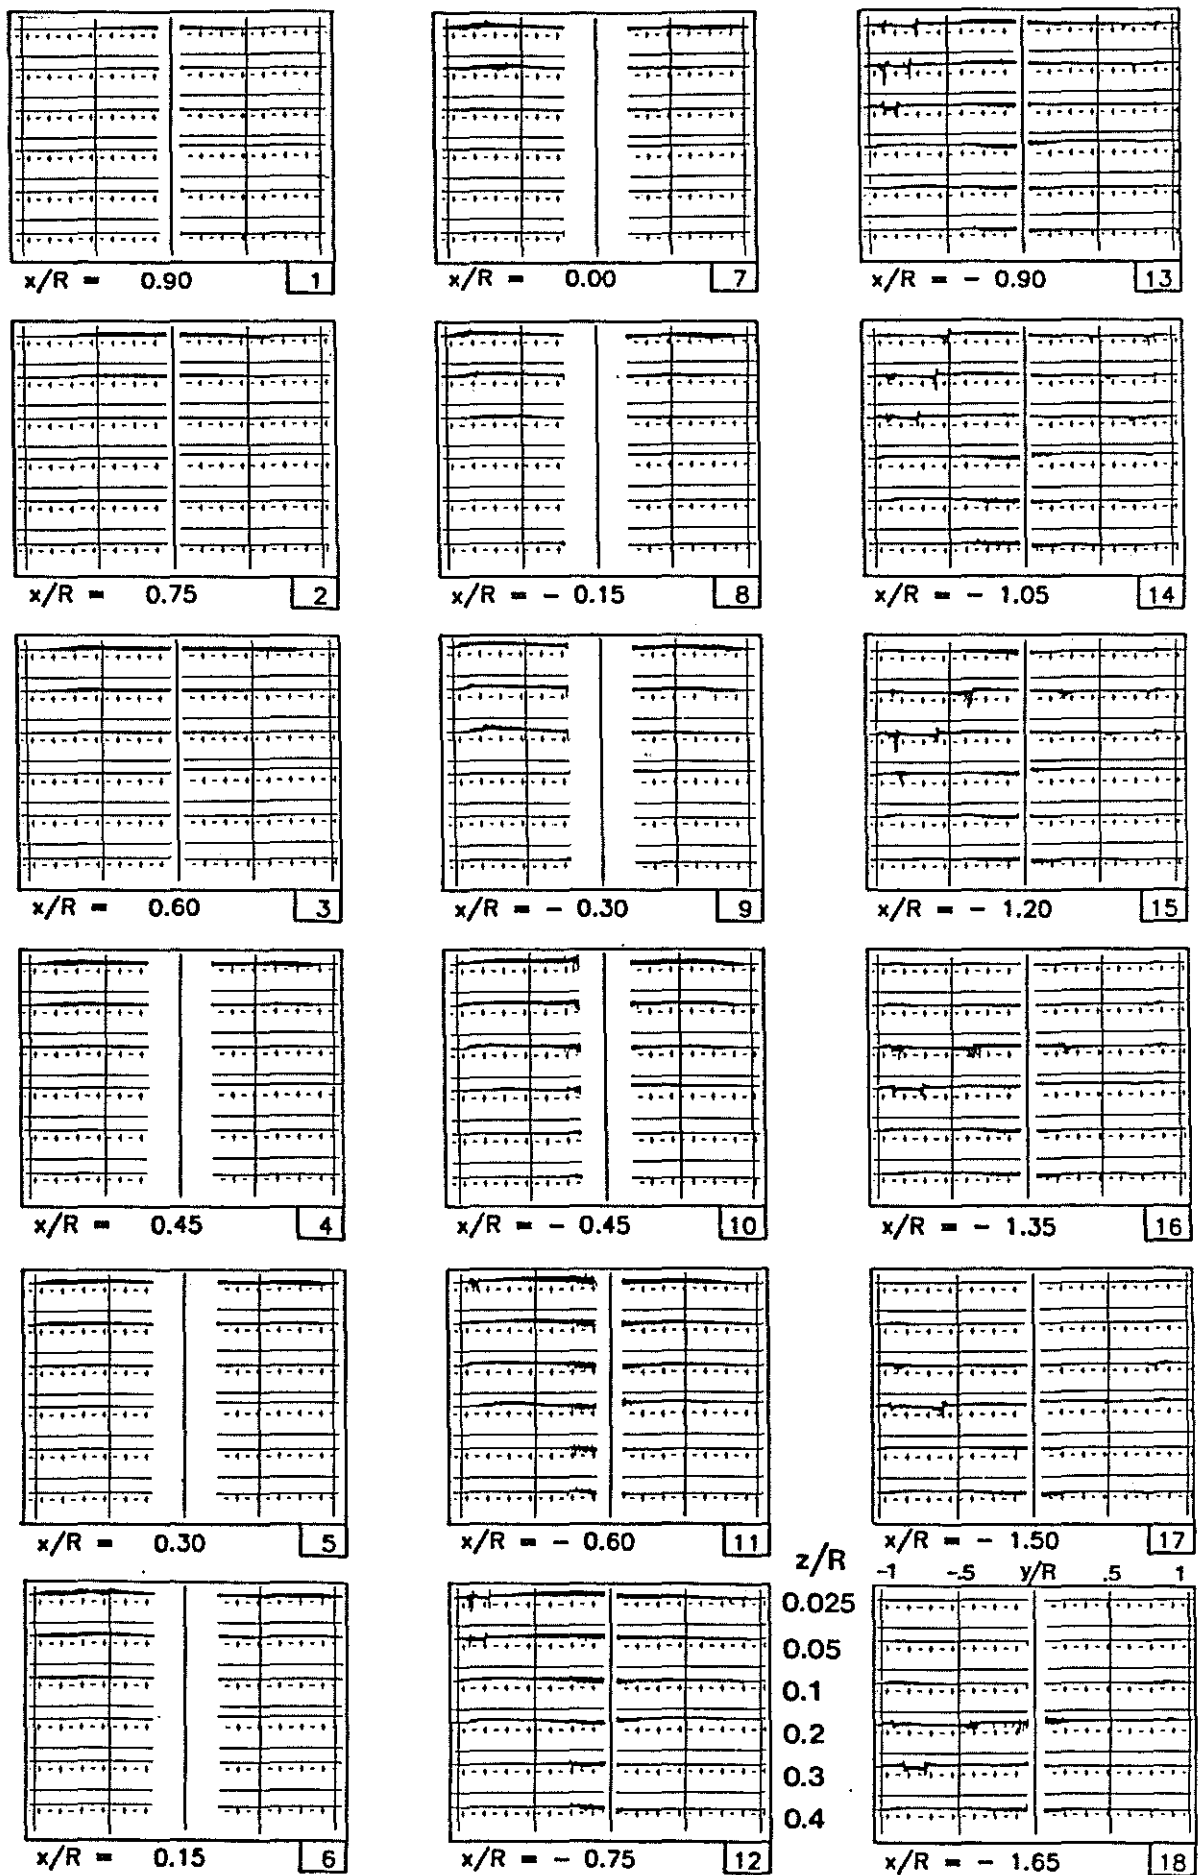 x/R = 0.90 1
x/R = 0.00 7
x/R = - 0.90 13
x/R = 0.75 2
x/R = - 0.15 8
x/R = - 1.05 14
x/R = 0.60 3
x/R = - 0.30 9
x/R = - 1.20 15
x/R = 0.45 4
x/R = - 0.45 10
x/R = - 1.35 16
x/R = 0.30 5
x/R = - 0.60 11
x/R = - 1.50 17
z/R
-1 -.5 y/R .5 1
0.025
0.05
0.1
0.2
0.3
0.4
x/R = 0.15 6
x/R = - 0.75 12
x/R = - 1.65 18